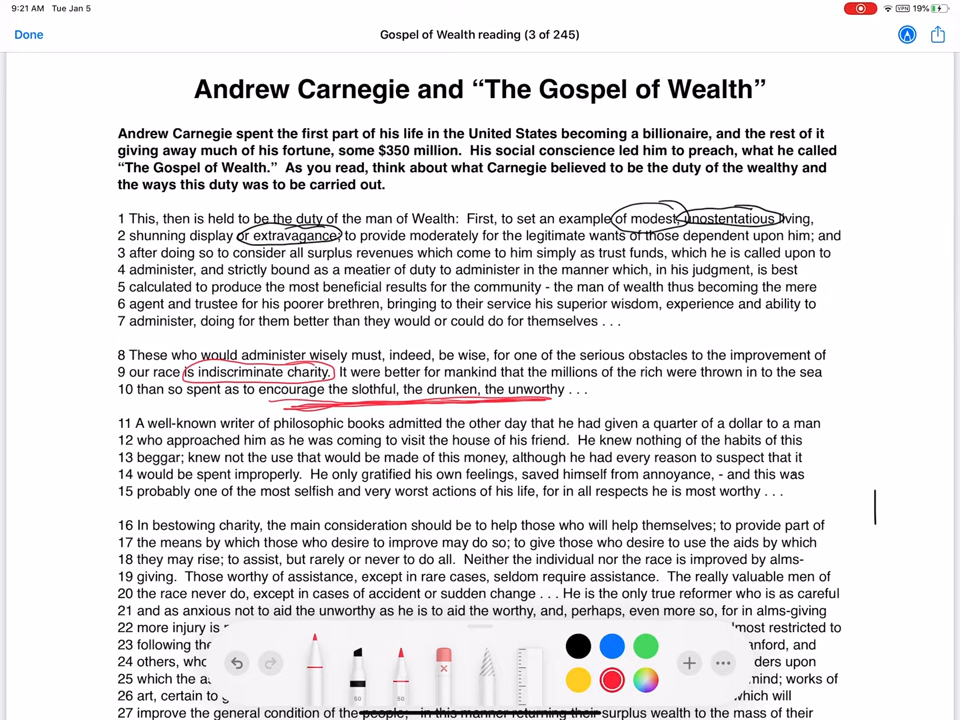 9:21 AM Tue Jan 5 VPN 19%
Done Gospel of Wealth reading (3 of 245)
Andrew Carnegie and “The Gospel of Wealth”
Andrew Carnegie spent the first part of his life in the United States becoming a billionaire, and the rest of it
giving away much of his fortune, some $350 million. His social conscience led him to preach, what he called
“The Gospel of Wealth.” As you read, think about what Carnegie believed to be the duty of the wealthy and
the ways this duty was to be carried out.
1 This, then is held to be the duty of the man of Wealth: First, to set an example of modest, unostentatious living,
2 shunning display or extravagance; to provide moderately for the legitimate wants of those dependent upon him; and
3 after doing so to consider all surplus revenues which come to him simply as trust funds, which he is called upon to
4 administer, and strictly bound as a meatier of duty to administer in the manner which, in his judgment, is best
5 calculated to produce the most beneficial results for the community - the man of wealth thus becoming the mere
6 agent and trustee for his poorer brethren, bringing to their service his superior wisdom, experience and ability to
7 administer, doing for them better than they would or could do for themselves . . .
8 These who would administer wisely must, indeed, be wise, for one of the serious obstacles to the improvement of
9 our race is indiscriminate charity. It were better for mankind that the millions of the rich were thrown in to the sea
10 than so spent as to encourage the slothful, the drunken, the unworthy . . .
11 A well-known writer of philosophic books admitted the other day that he had given a quarter of a dollar to a man
12 who approached him as he was coming to visit the house of his friend. He knew nothing of the habits of this
13 beggar; knew not the use that would be made of this money, although he had every reason to suspect that it
14 would be spent improperly. He only gratified his own feelings, saved himself from annoyance, - and this was
15 probably one of the most selfish and very worst actions of his life, for in all respects he is most worthy . . .
16 In bestowing charity, the main consideration should be to help those who will help themselves; to provide part of
17 the means by which those who desire to improve may do so; to give those who desire to use the aids by which
18 they may rise; to assist, but rarely or never to do all. Neither the individual nor the race is improved by alms-
19 giving. Those worthy of assistance, except in rare cases, seldom require assistance. The really valuable men of
20 the race never do, except in cases of accident or sudden change . . . He is the only true reformer who is as careful
21 and as anxious not to aid the unworthy as he is to aid the worthy, and, perhaps, even more so, for in alms-giving
22 more injury is restricted to
23 following the and
24 others, upon
25 which the works of
26 art, certain to which will
27 improve the general condition of the people; in this manner returning their surplus wealth to the mass of their
50 50